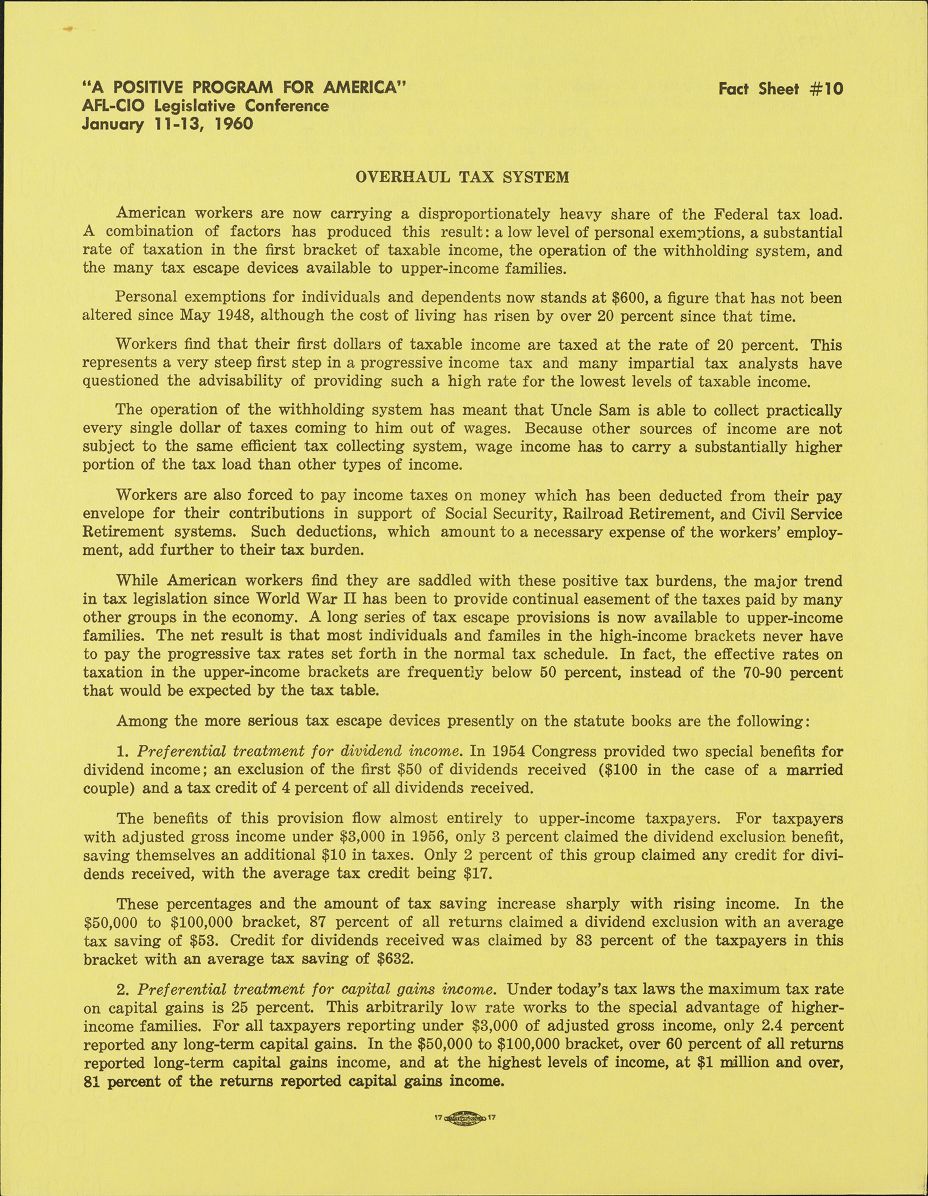 "A POSITIVE PROGRAM FOR AMERICA"
Fact Sheet #10
AFL-CIO Legislative Conference
January 11-13, 1960
OVERHAUL TAX SYSTEM
American workers are now carrying a disproportionately heavy share of the Federal tax load.
A combination of factors has produced this result: a low level of personal exemptions, a substantial
rate of taxation in the first bracket of taxable income, the operation of the withholding system, and
the many tax escape devices available to upper-income families.
Personal exemptions for individuals and dependents now stands at $600, a figure that has not been
altered since May 1948, although the cost of living has risen by over 20 percent since that time.
Workers find that their first dollars of taxable income are taxed at the rate of 20 percent. This
represents a very steep first step in a progressive income tax and many impartial tax analysts have
questioned the advisability of providing such a high rate for the lowest levels of taxable income.
The operation of the withholding system has meant that Uncle Sam is able to collect practically
every single dollar of taxes coming to him out of wages. Because other sources of income are not
subject to the same efficient tax collecting system, wage income has to carry a substantially higher
portion of the tax load than other types of income.
Workers are also forced to pay income taxes on money which has been deducted from their pay
envelope for their contributions in support of Social Security, Railroad Retirement, and Civil Service
Retirement systems. Such deductions, which amount to a necessary expense of the workers' employ-
ment, add further to their tax burden.
While American workers find they are saddled with these positive tax burdens, the major trend
in tax legislation since World War II has been to provide continual easement of the taxes paid by many
other groups in the economy. A long series of tax escape provisions is now available to upper-income
families. The net result is that most individuals and familes in the high-income brackets never have
to pay the progressive tax rates set forth in the normal tax schedule. In fact, the effective rates on
taxation in the upper-income brackets are frequently below 50 percent, instead of the 70-90 percent
that would be expected by the tax table.
Among the more serious tax escape devices presently on the statute books are the following:
1. Preferential treatment for dividend income. In 1954 Congress provided two special benefits for
dividend income; an exclusion of the first $50 of dividends received ($100 in the case of a married
couple) and a tax credit of 4 percent of all dividends received.
The benefits of this provision flow almost entirely to upper-income taxpayers. For taxpayers
with adjusted gross income under $3,000 in 1956, only 3 percent claimed the dividend exclusion benefit,
saving themselves an additional $10 in taxes. Only 2 percent of this group claimed any credit for divi-
dends received, with the average tax credit being $17.
These percentages and the amount of tax saving increase sharply with rising income. In the
$50,000 to $100,000 bracket, 87 percent of all returns claimed a dividend exclusion with an average
tax saving of $53. Credit for dividends received was claimed by 83 percent of the taxpayers in this
bracket with an average tax saving of $632.
2. Preferential treatment for capital gains income. Under today's tax laws the maximum tax rate
on capital gains is 25 percent. This arbitrarily low rate works to the special advantage of higher-
income families. For all taxpayers reporting under $3,000 of adjusted gross income, only 2.4 percent
reported any long-term capital gains. In the $50,000 to $100,000 bracket, over 60 percent of all returns
reported long-term capital gains income, and at the highest levels of income, at $1 million and over,
81 percent of the returns reported capital gains income.
17 17